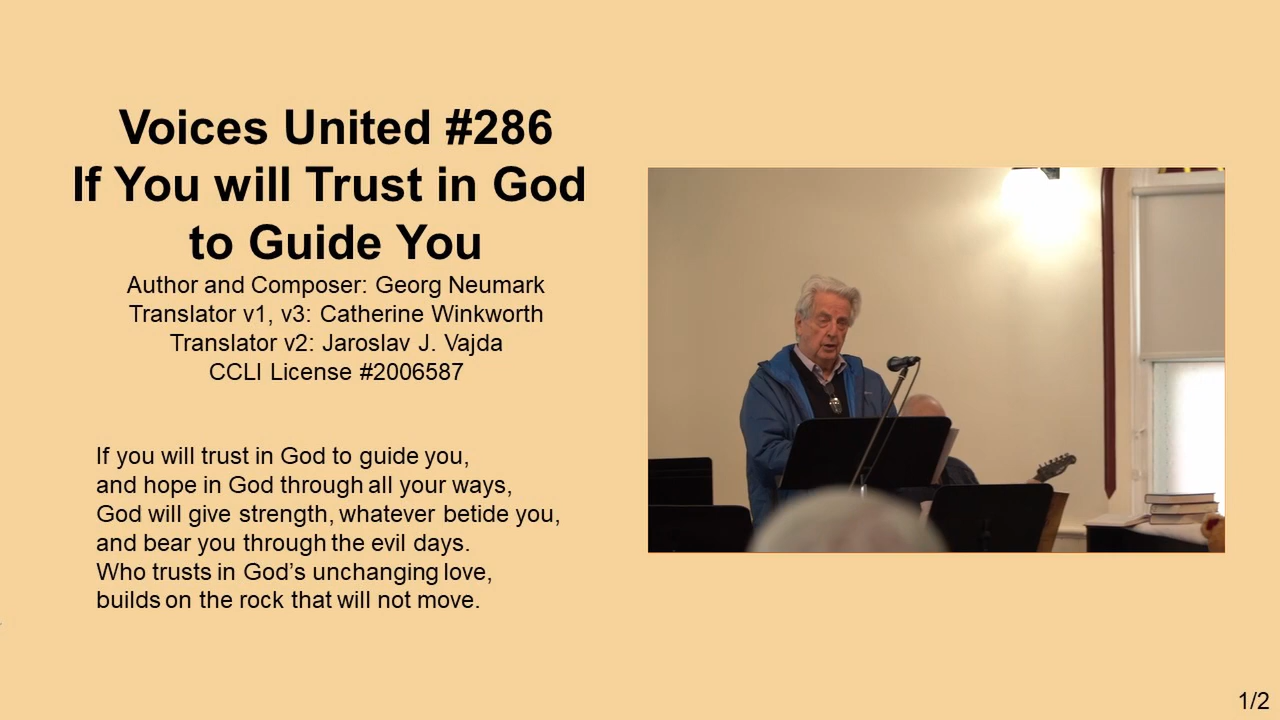 Voices United #286
If You will Trust in God
to Guide You
Author and Composer: Georg Neumark
Translator v1, v3: Catherine Winkworth
Translator v2: Jaroslav J. Vajda
CCLI License #2006587
If you will trust in God to guide you,
and hope in God through all your ways,
God will give strength, whatever betide you,
and bear you through the evil days.
Who trusts in God’s unchanging love,
builds on the rock that will not move.
1/2